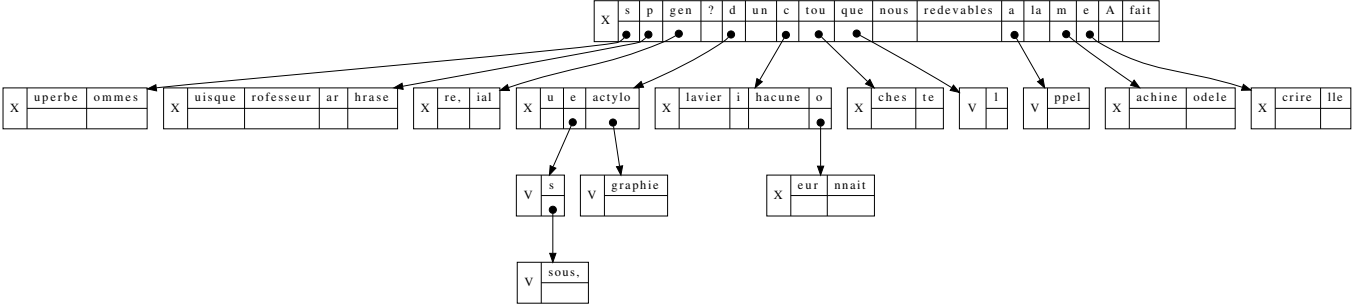 X s p gen ? d un c tou que nous redevables a la m e A fait
X uperbe ommes X uisque rofesseur ar hrase X re, ial X u e actylo X lavier i hacune o X ches te V l V ppel X achine odele X crire lle
V s V graphie X eur nnait
V sous,